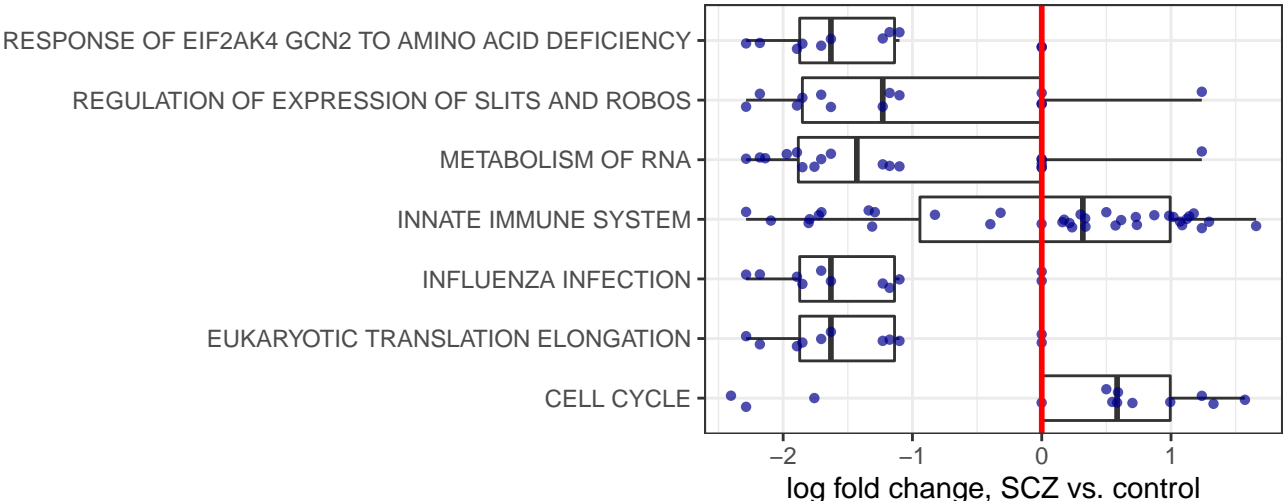 RESPONSE OF EIF2AK4 GCN2 TO AMINO ACID DEFICIENCY
REGULATION OF EXPRESSION OF SLITS AND ROBOS
METABOLISM OF RNA
INNATE IMMUNE SYSTEM
INFLUENZA INFECTION
EUKARYOTIC TRANSLATION ELONGATION
CELL CYCLE
−2 −1 0 1
log fold change, SCZ vs. control